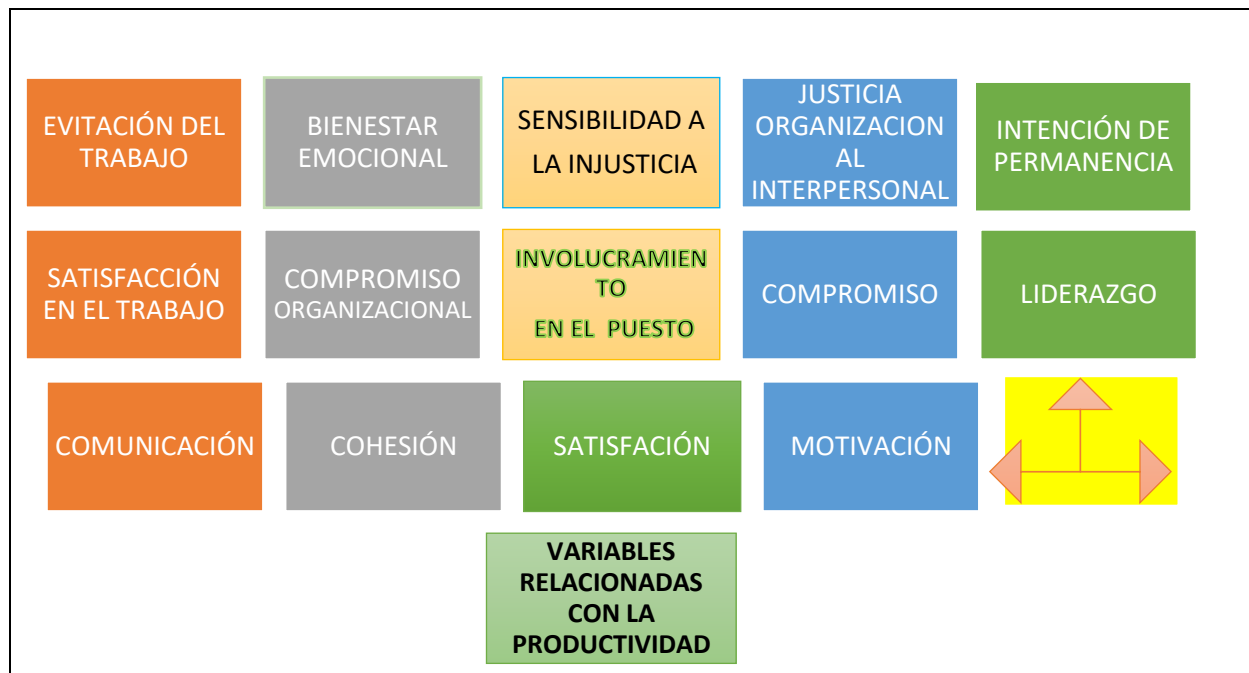 EVITACIÓN DEL
TRABAJO
BIENESTAR
EMOCIONAL
SENSIBILIDAD A
LA INJUSTICIA
JUSTICIA
ORGANIZACION
AL
INTERPERSONAL
INTENCIÓN DE
PERMANENCIA
SATISFACCIÓN
EN EL TRABAJO
COMPROMISO
ORGANIZACIONAL
INVOLUCRAMIEN
TO
EN EL PUESTO
COMPROMISO
LIDERAZGO
COMUNICACIÓN
COHESIÓN
SATISFACIÓN
MOTIVACIÓN
VARIABLES
RELACIONADAS
CON LA
PRODUCTIVIDAD